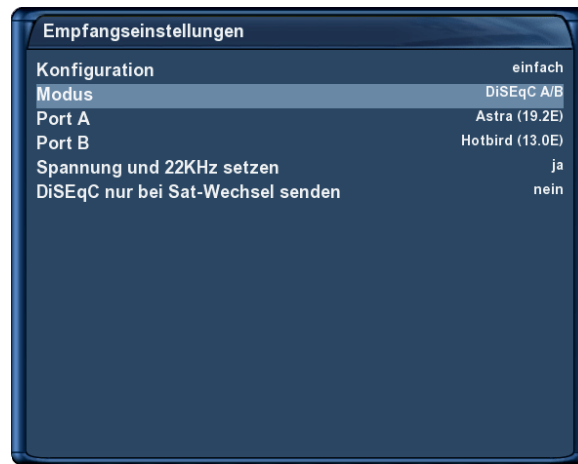 Empfangseinstellungen
Konfiguration einfach
Modus DiSEqC A/B
Port A Astra (19.2E)
Port B Hotbird (13.0E)
Spannung und 22KHz setzen ja
DiSEqC nur bei Sat-Wechsel senden nein